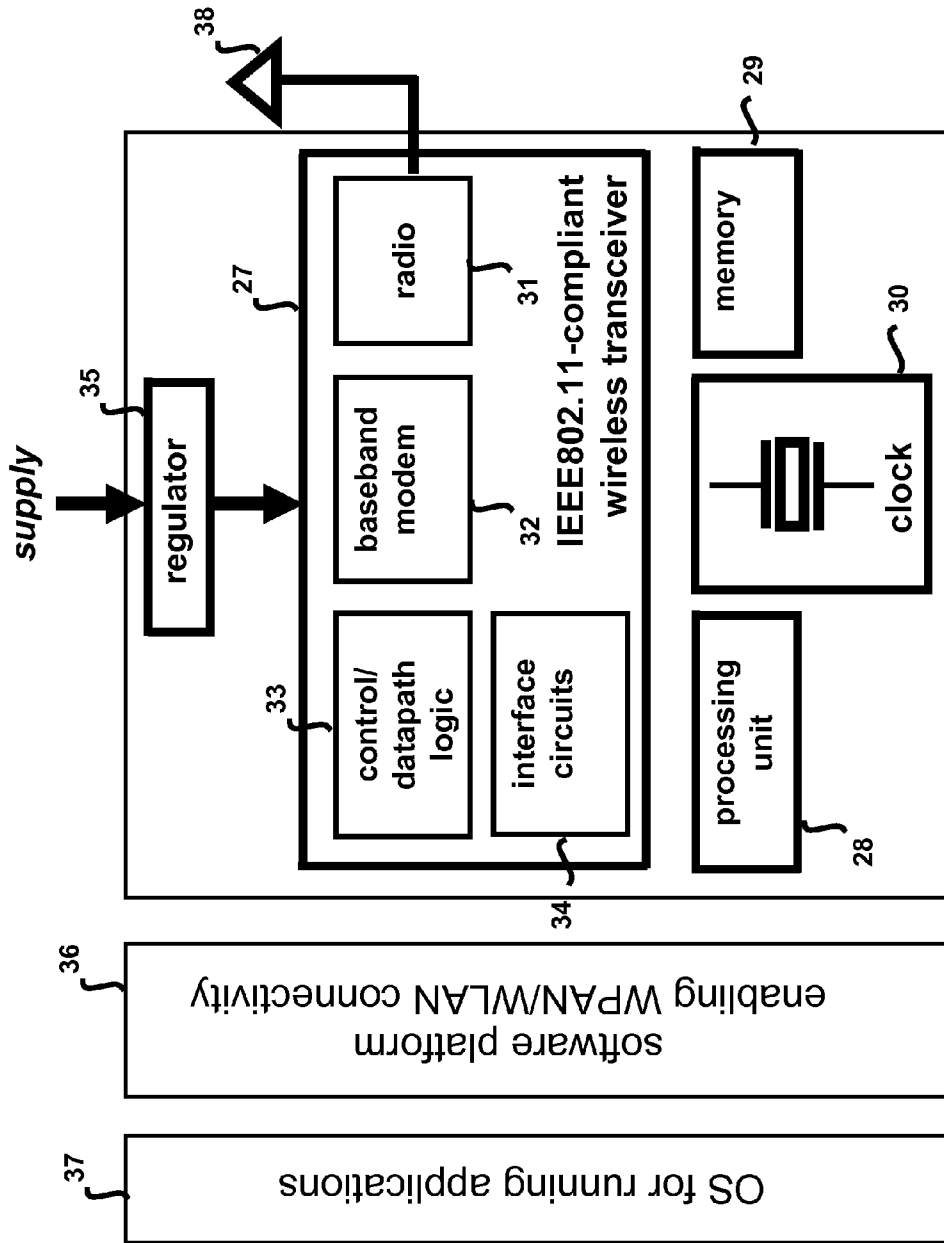 supply
35
regulator
38
27
33
control/
datapath
logic
baseband
modem
32
radio
31
interface
circuits
34
IEEE802.11-compliant
wireless transceiver
processing
unit
28
clock
30
memory
29
36
software platform
enabling WPAN/WLAN connectivity
37
OS for running applications